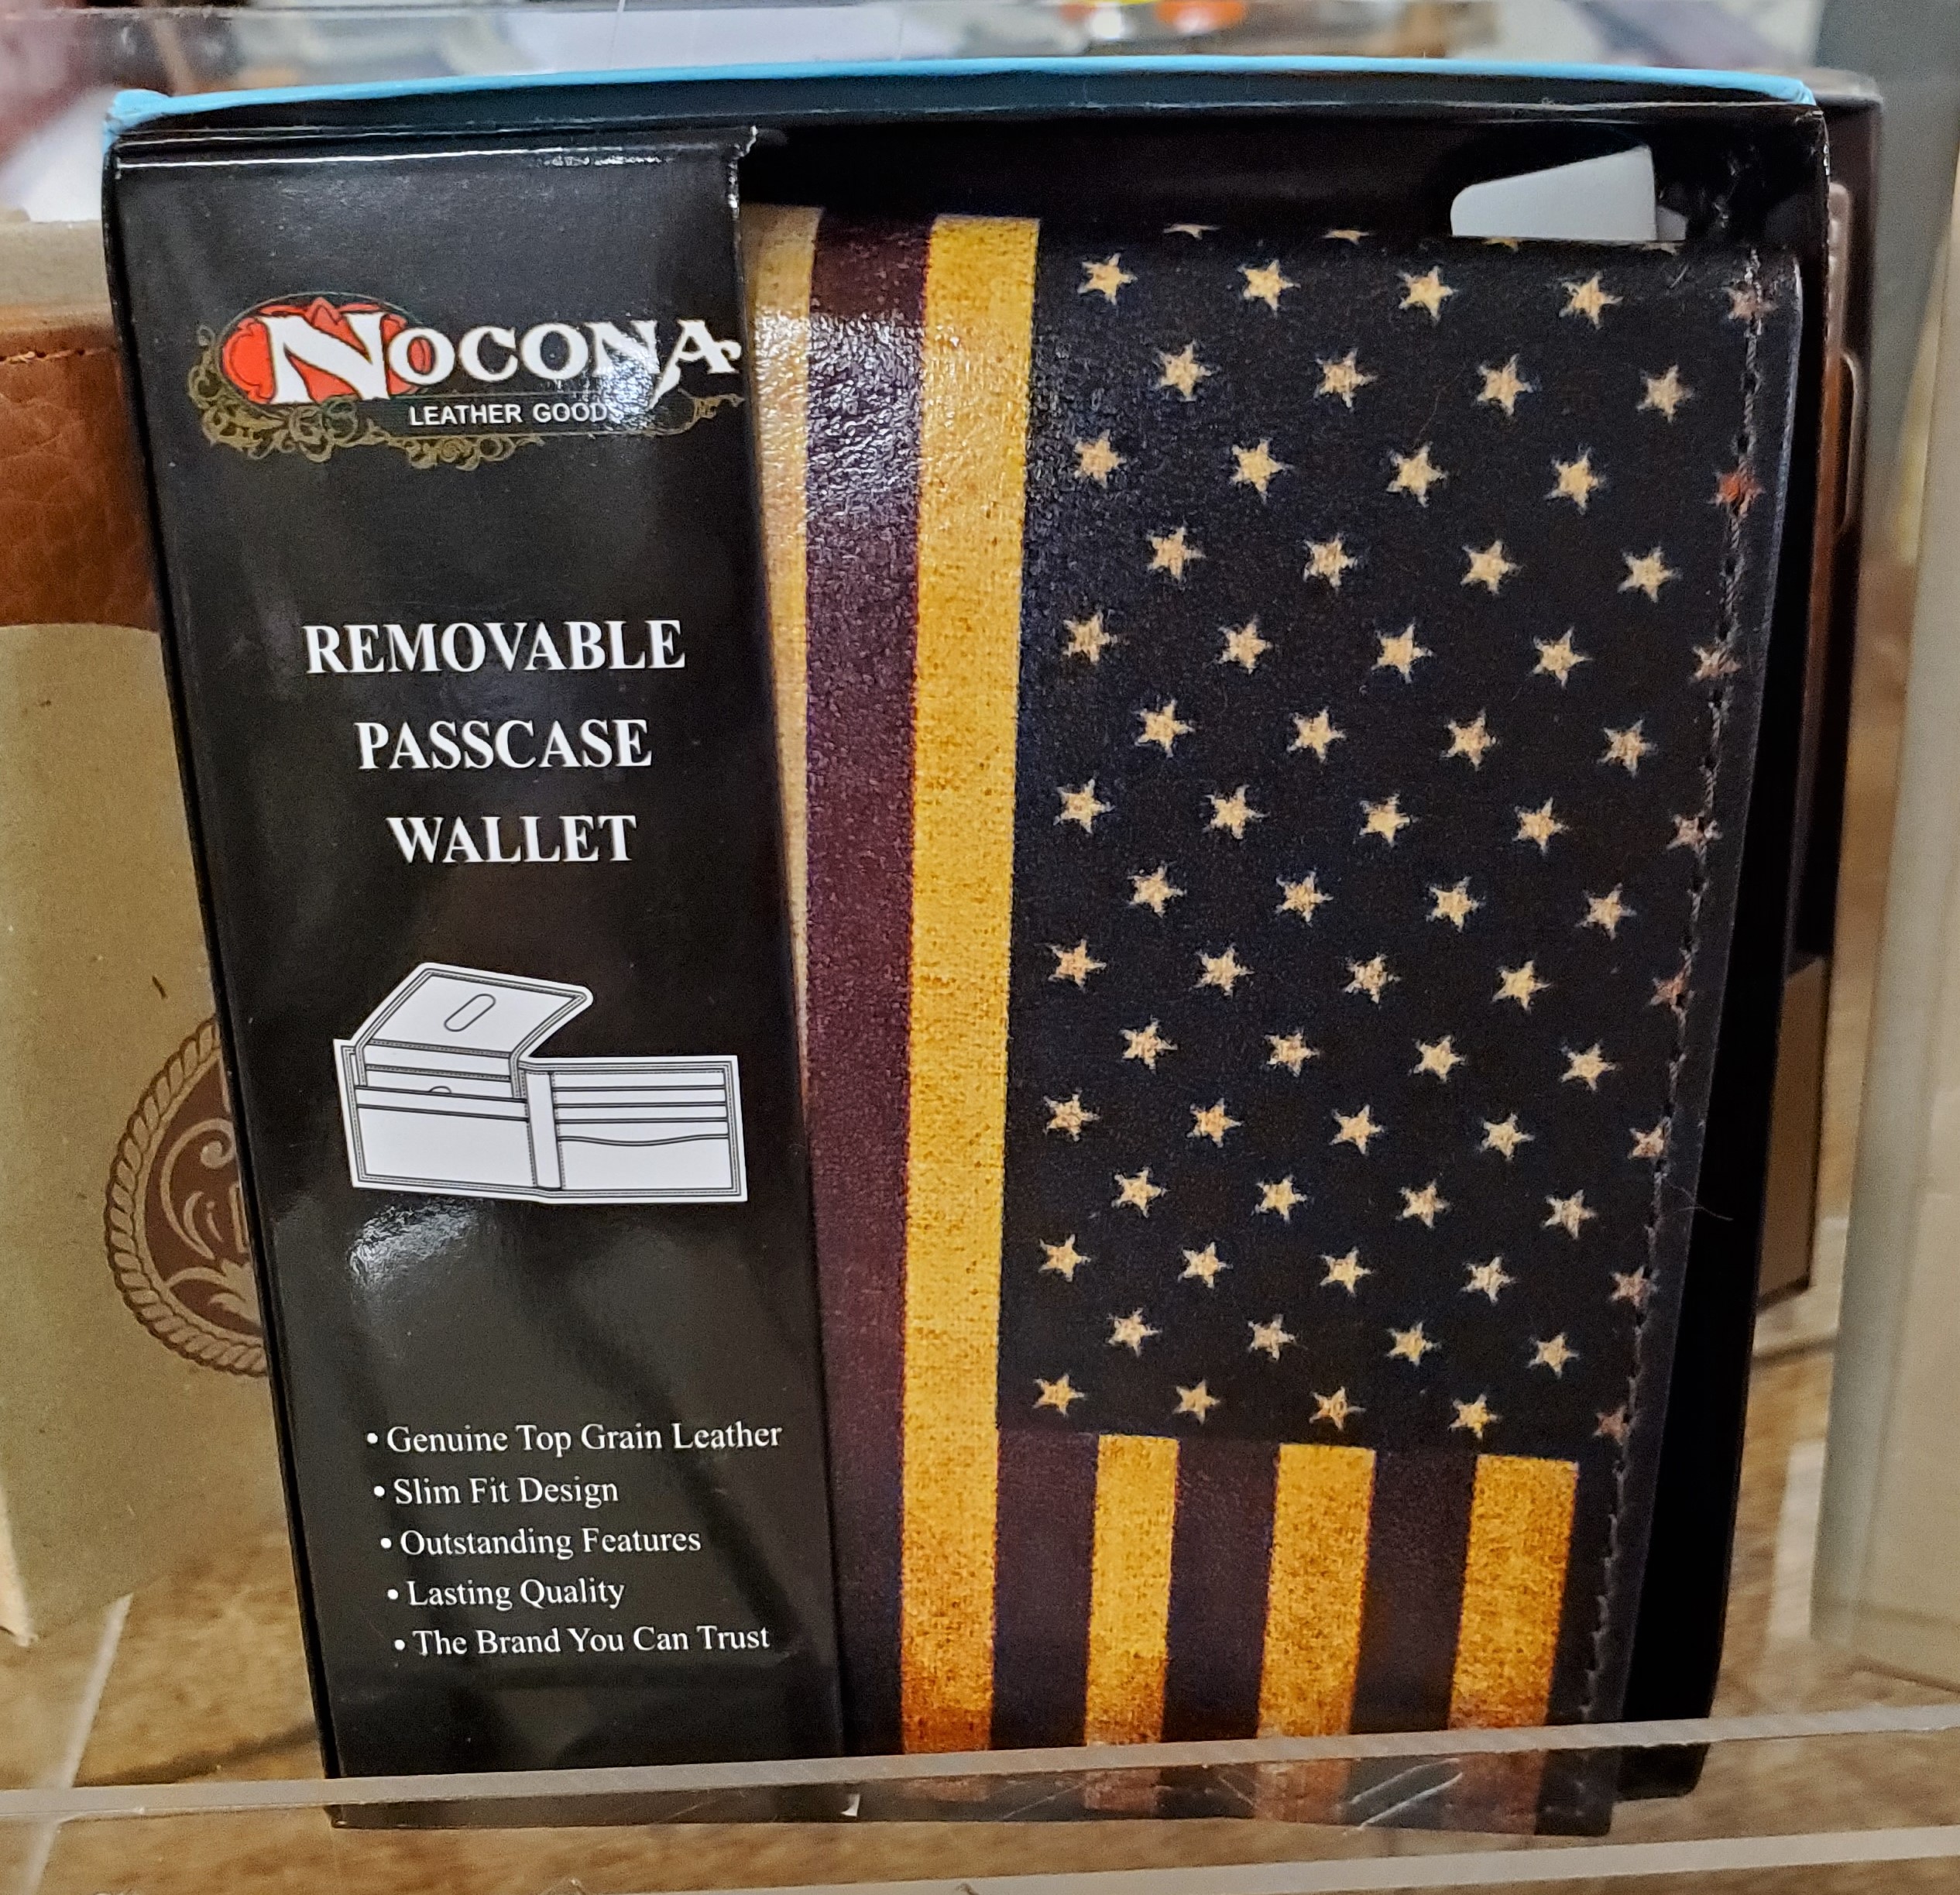 NOCONA
LEATHER GOODS
REMOVABLE
PASSCASE
WALLET
• Genuine Top Grain Leather
• Slim Fit Design
• Outstanding Features
• Lasting Quality
• The Brand You Can Trust